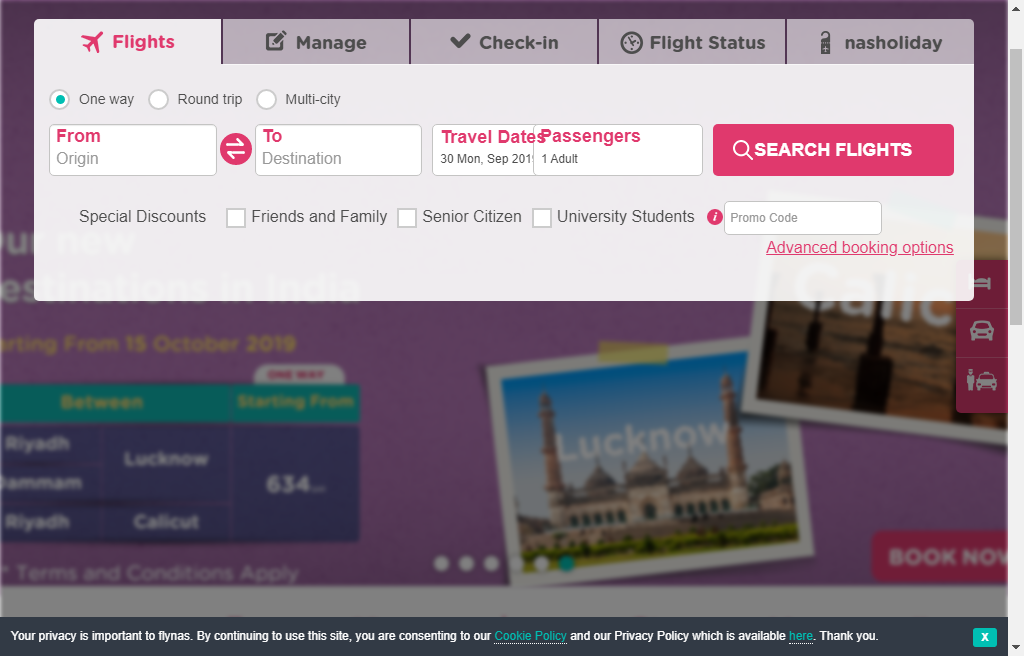 Flights
Manage
Check-in
Flight Status
nasholiday
One way
Round trip
Multi-city
From
Origin
To
Destination
Travel Dates
30 Mon, Sep 201
Passengers
1 Adult
SEARCH FLIGHTS
Special Discounts
Friends and Family
Senior Citizen
University Students
i
Promo Code
Advanced booking options
ur new
estinations in India
arting From 15 October 2019
ONE WAY
Between
Starting From
Riyadh
Lucknow
Dammam
634
Riyadh
Calicut
* Terms and Conditions Apply
Calic
Lucknow
BOOK NOW
Your privacy is important to flynas. By continuing to use this site, you are consenting to our Cookie Policy and our Privacy Policy which is available here. Thank you.
X